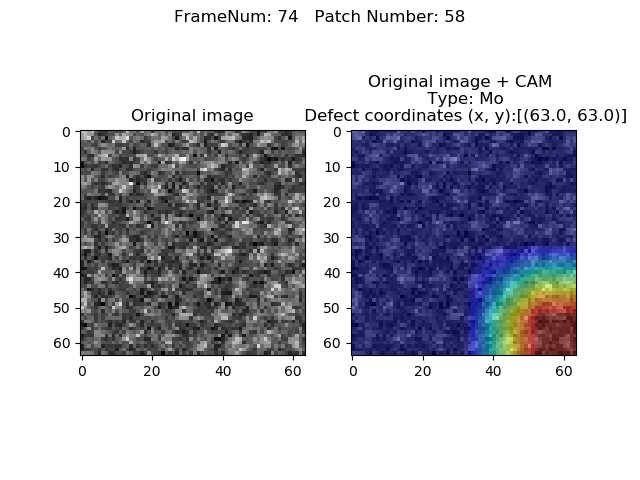 FrameNum: 74   Patch Number: 58
Original image + CAM
Type: Mo
Original image
Defect coordinates (x, y):[(63.0, 63.0)]
0
10
20
30
40
50
60
0 20 40 60
0
10
20
30
40
50
60
0 20 40 60